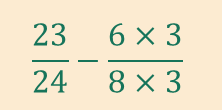 23/24 − (6 × 3)/(8 × 3)